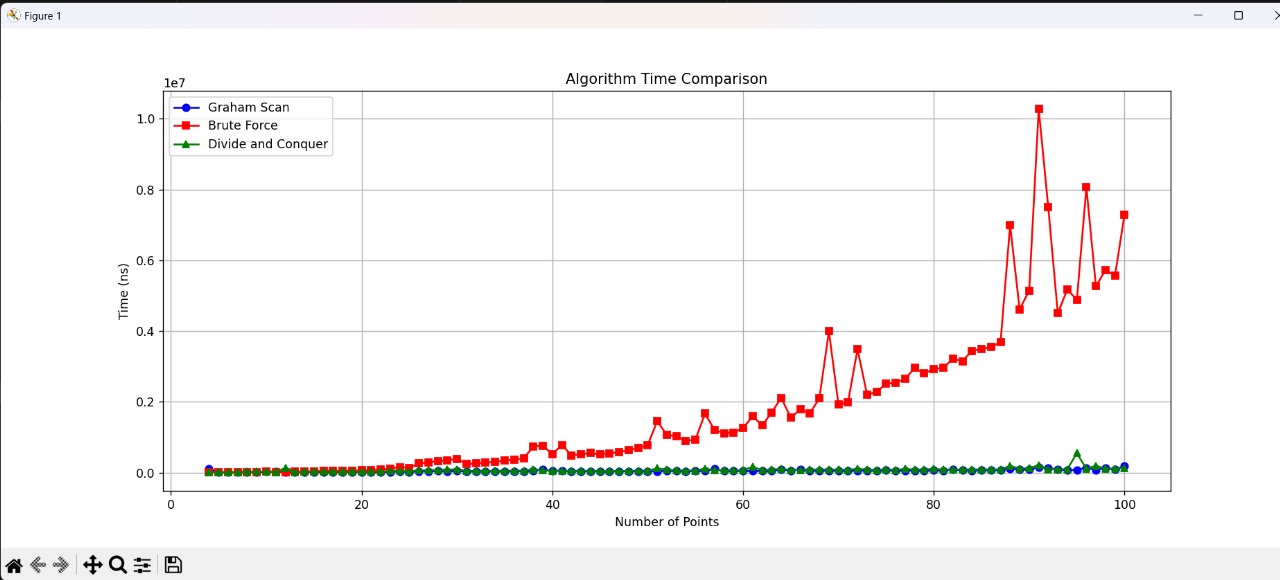 Figure 1
Algorithm Time Comparison
1e7
Graham Scan
Brute Force
Divide and Conquer
1.0
0.8
0.6
0.4
0.2
0.0
Time (ns)
0 20 40 60 80 100
Number of Points